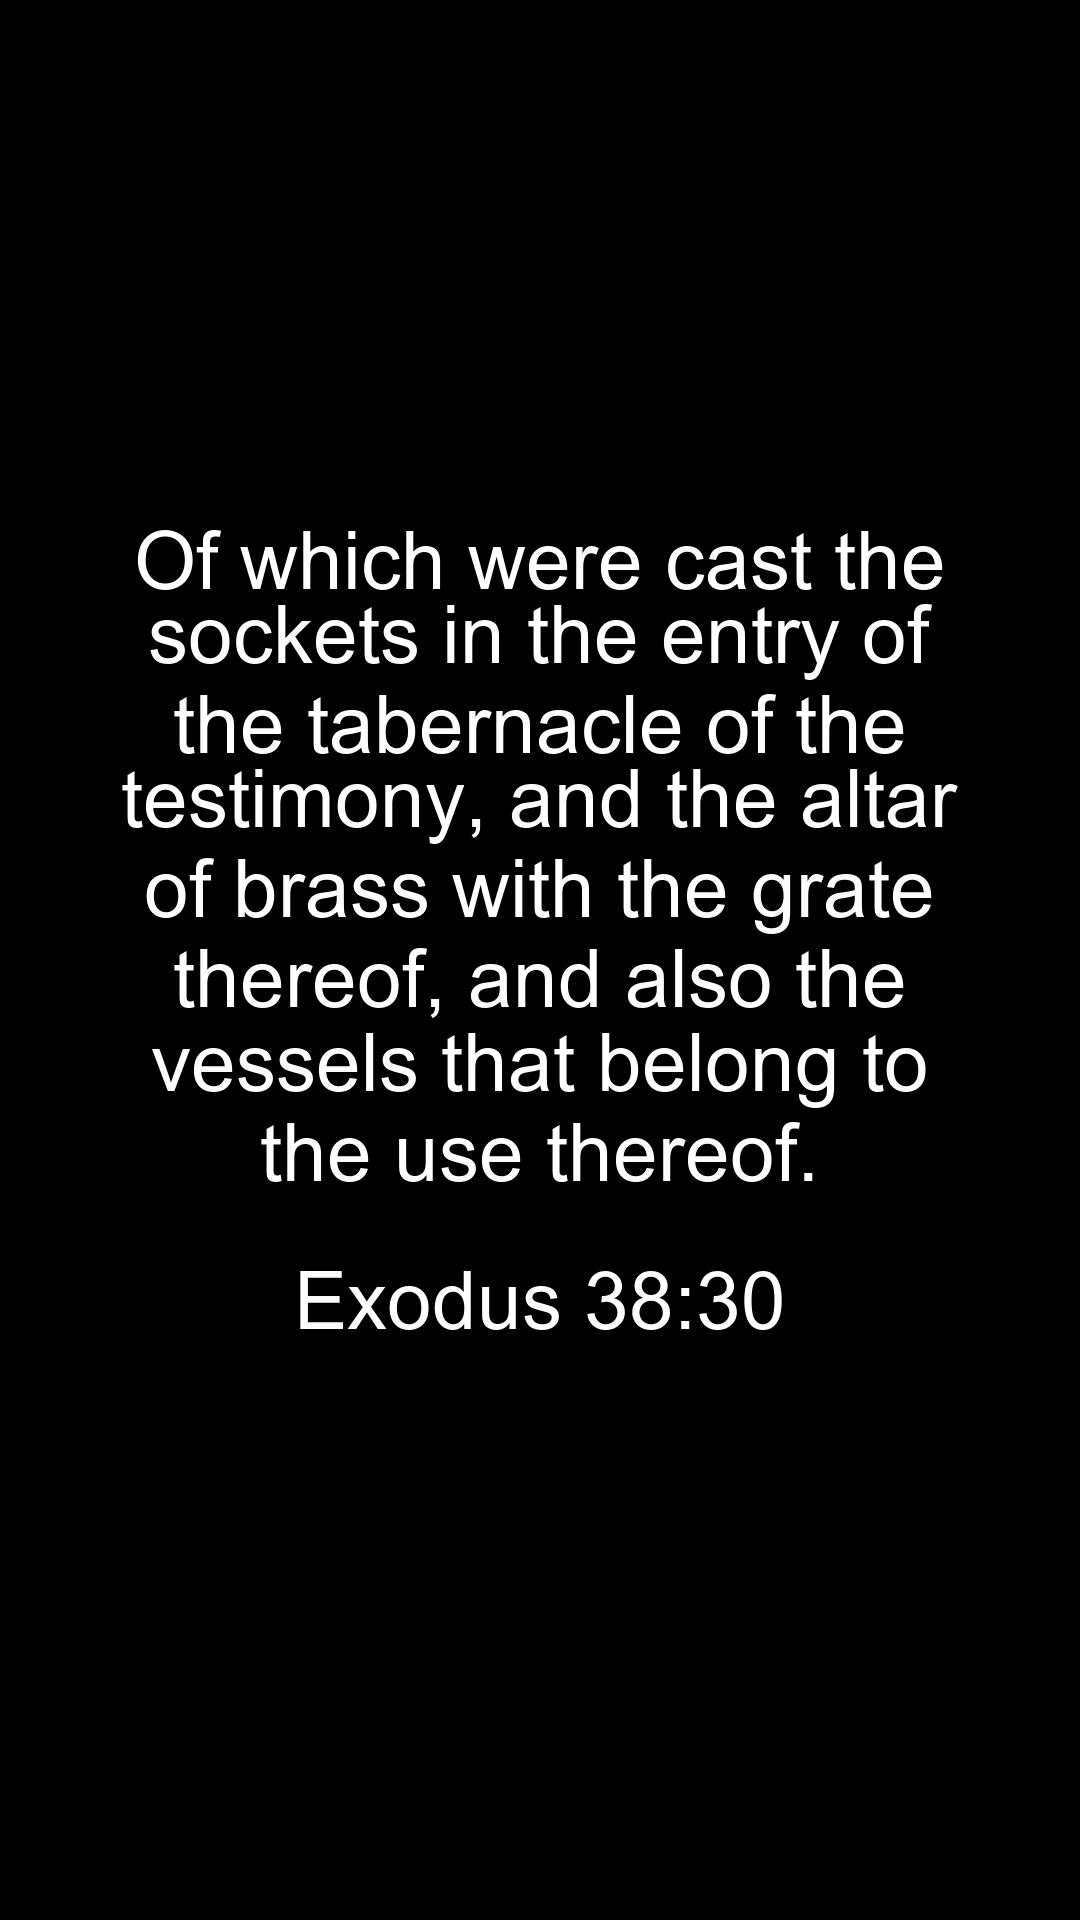 Of which were cast the
sockets in the entry of
the tabernacle of the
testimony, and the altar
of brass with the grate
thereof, and also the
vessels that belong to
the use thereof.
Exodus 38:30